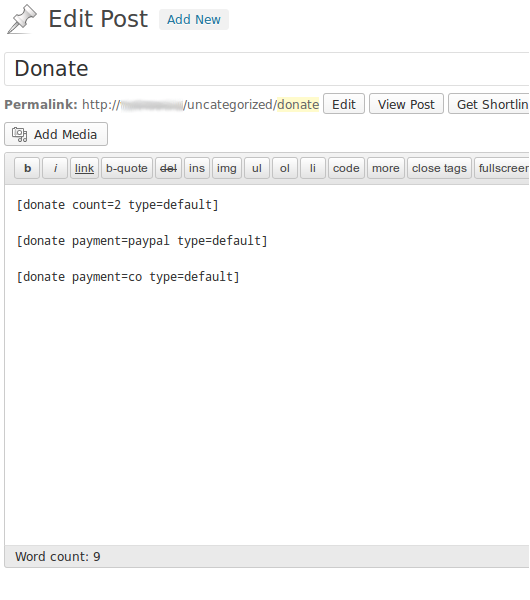 Edit Post Add New
Donate
Permalink: http:// /uncategorized/donate Edit View Post Get Shortlin
Add Media
b i link b-quote del ins img ul ol li code more close tags fullscreen
[donate count=2 type=default]
[donate payment=paypal type=default]
[donate payment=co type=default]
Word count: 9